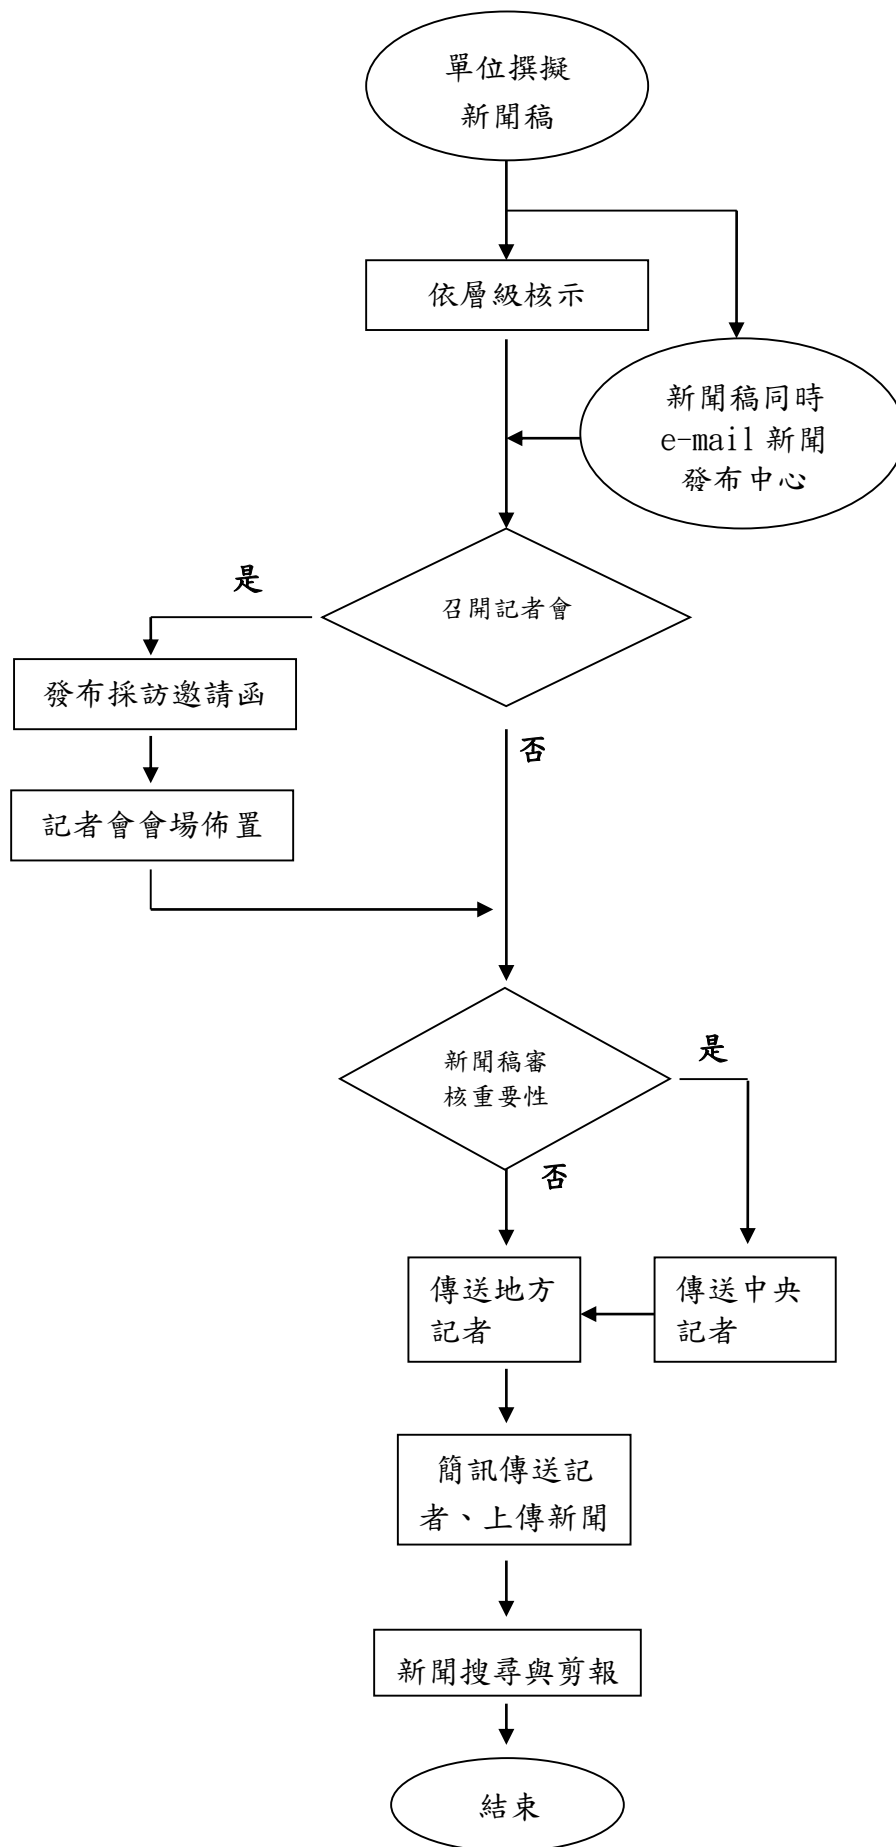 單位撰擬
新聞稿
依層級核示
新聞稿同時
e-mail 新聞
發布中心
是
召開記者會
發布採訪邀請函
否
記者會會場佈置
是
新聞稿審
核重要性
否
傳送地方
記者
傳送中央
記者
簡訊傳送記
者、上傳新聞
新聞搜尋與剪報
結束